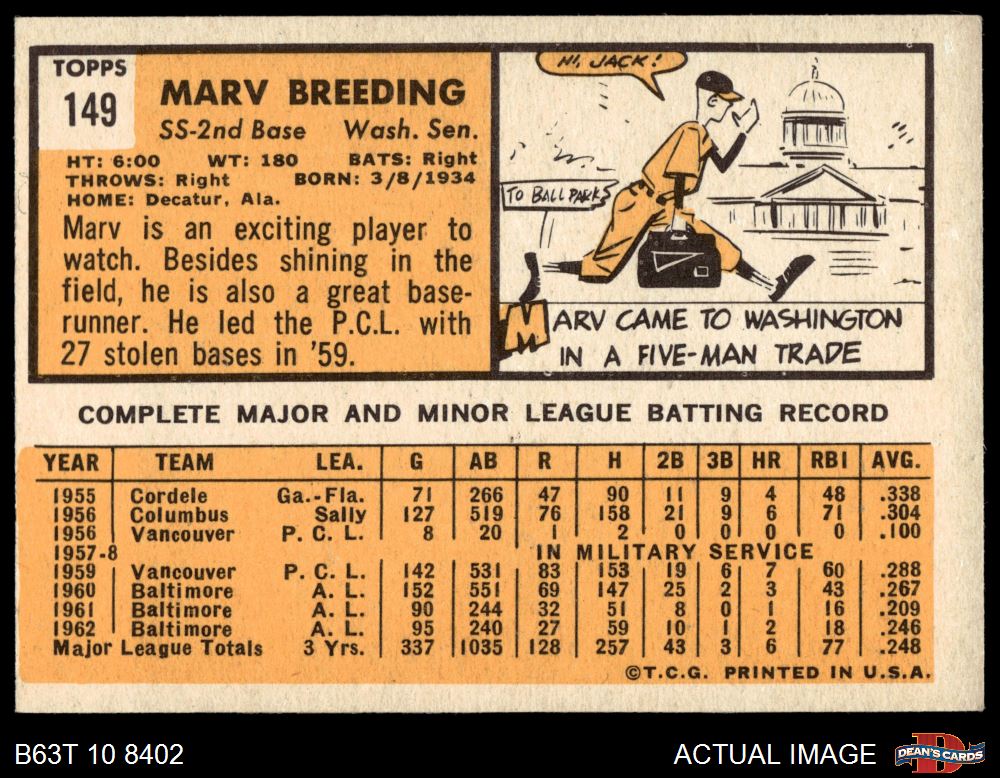 TOPPS
149
MARV BREEDING
SS-2nd Base Wash. Sen.
HT: 6:00 WT: 180 BATS: Right
THROWS: Right BORN: 3/8/1934
HOME: Decatur, Ala.
Marv is an exciting player to
watch. Besides shining in the
field, he is also a great base-
runner. He led the P.C.L. with
27 stolen bases in '59.
HI, JACK!
TO BALL PARK
MARV CAME TO WASHINGTON
IN A FIVE-MAN TRADE
COMPLETE MAJOR AND MINOR LEAGUE BATTING RECORD
YEAR TEAM LEA. G AB R H 2B 3B HR RBI AVG.
1955 Cordele Ga.-Fla. 71 266 47 90 11 9 4 48 .338
1956 Columbus Sally 127 519 76 158 21 9 6 71 .304
1956 Vancouver P. C. L. 8 20 1 2 0 0 0 0 .100
1957-8 IN MILITARY SERVICE
1959 Vancouver P. C. L. 142 531 83 153 19 6 7 60 .288
1960 Baltimore A. L. 152 551 69 147 25 2 3 43 .267
1961 Baltimore A. L. 90 244 32 51 8 0 1 16 .209
1962 Baltimore A. L. 95 240 27 59 10 1 2 18 .246
Major League Totals 3 Yrs. 337 1035 128 257 43 3 6 77 .248
©T.C.G. PRINTED IN U.S.A.
B63T 10 8402
ACTUAL IMAGE
DEAN'S CARDS